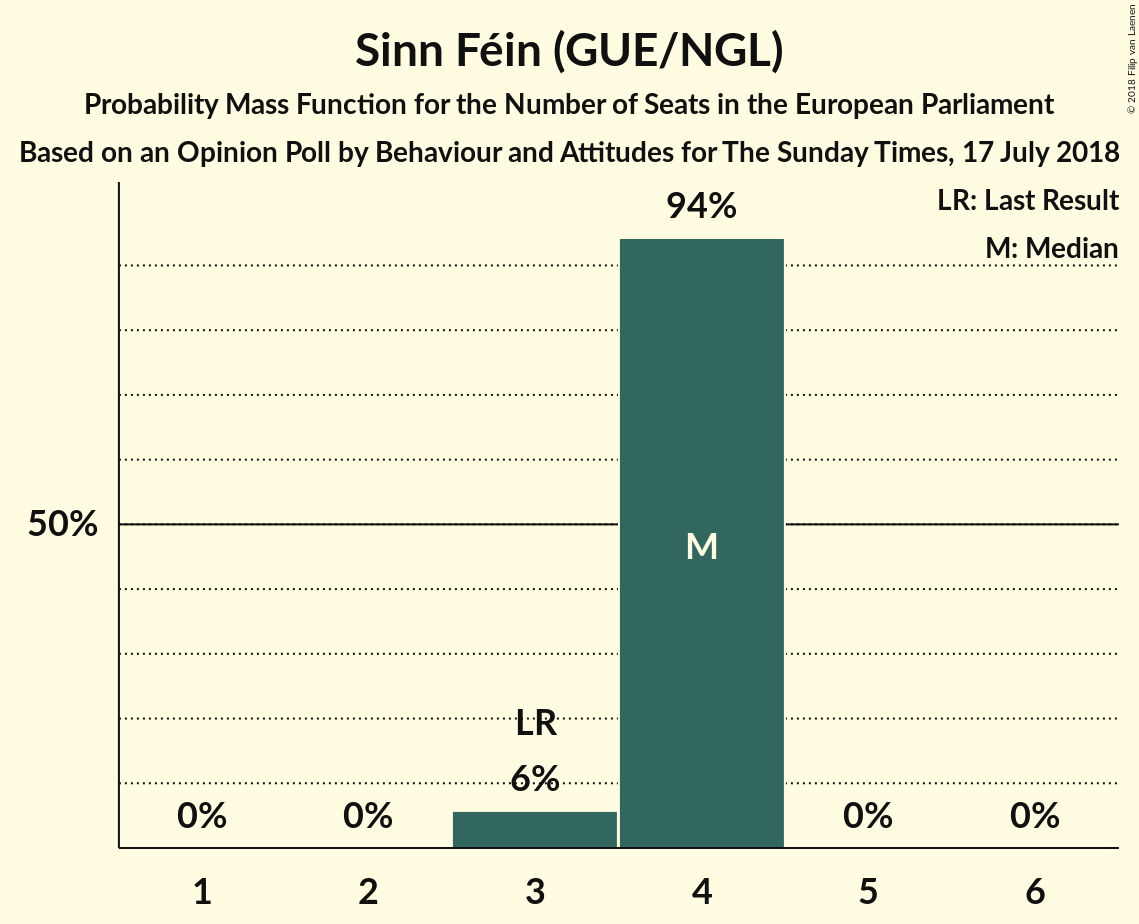 Sinn Féin (GUE/NGL)
Probability Mass Function for the Number of Seats in the European Parliament
Based on an Opinion Poll by Behaviour and Attitudes for The Sunday Times, 17 July 2018
© 2018 Filip van Laenen
LR: Last Result
M: Median
94%
50%
M
LR
6%
0% 0% 0% 0%
1 2 3 4 5 6